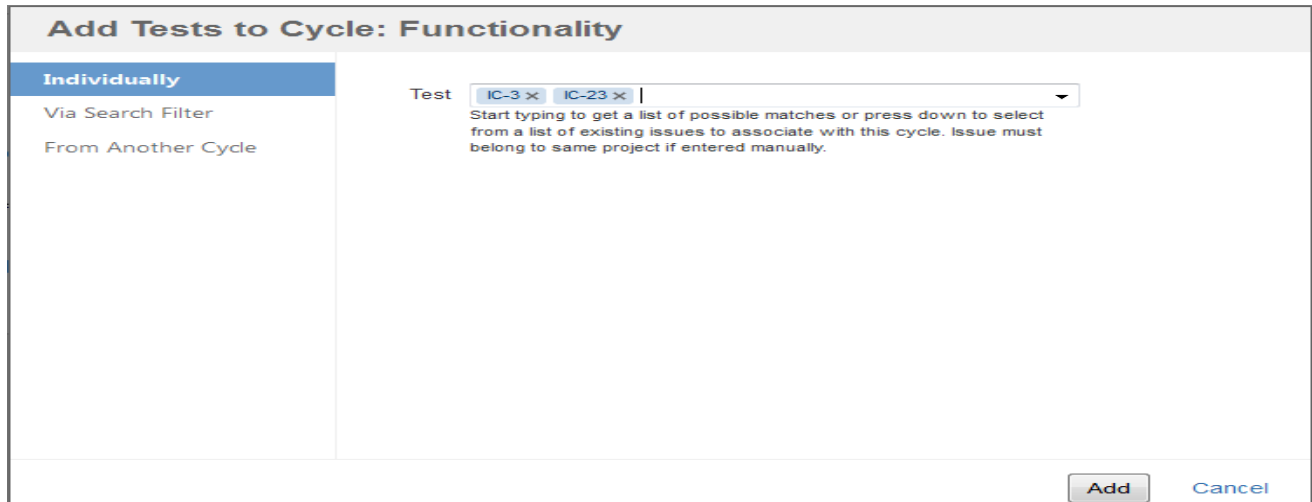 Add Tests to Cycle: Functionality
Individually
Via Search Filter
From Another Cycle
Test IC-3 × IC-23 ×
Start typing to get a list of possible matches or press down to select
from a list of existing issues to associate with this cycle. Issue must
belong to same project if entered manually.
Add Cancel